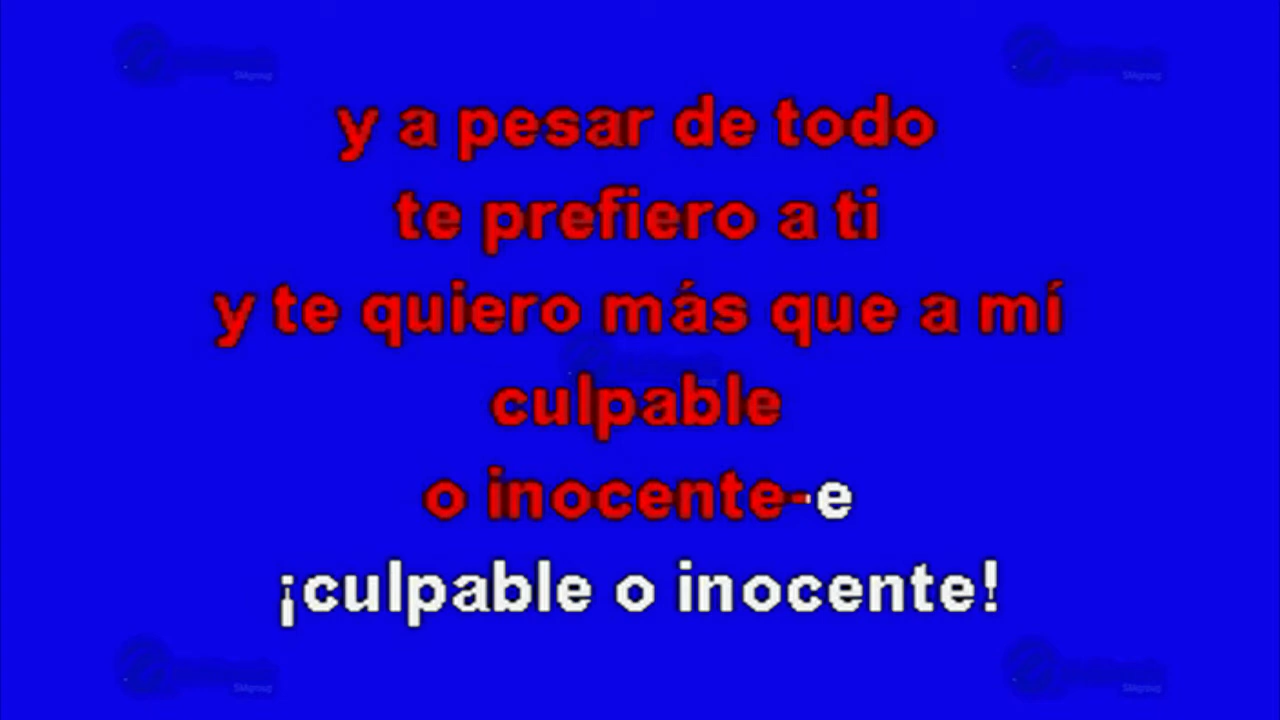 y a pesar de todo
te prefiero a ti
y te quiero más que a mí
culpable
o inocente-e
¡culpable o inocente!